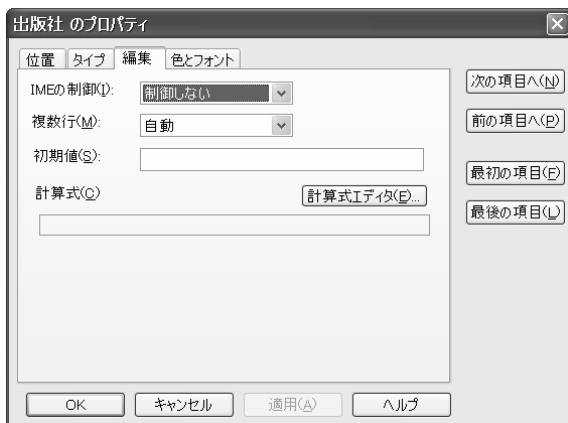 出版社 のプロパティ
位置 タイプ 編集 色とフォント
IMEの制御(I): 制御しない
複数行(M): 自動
初期値(S):
計算式(C) 計算式エディタ(E)...
次の項目へ(N)
前の項目へ(P)
最初の項目(F)
最後の項目(L)
OK キャンセル 適用(A) ヘルプ